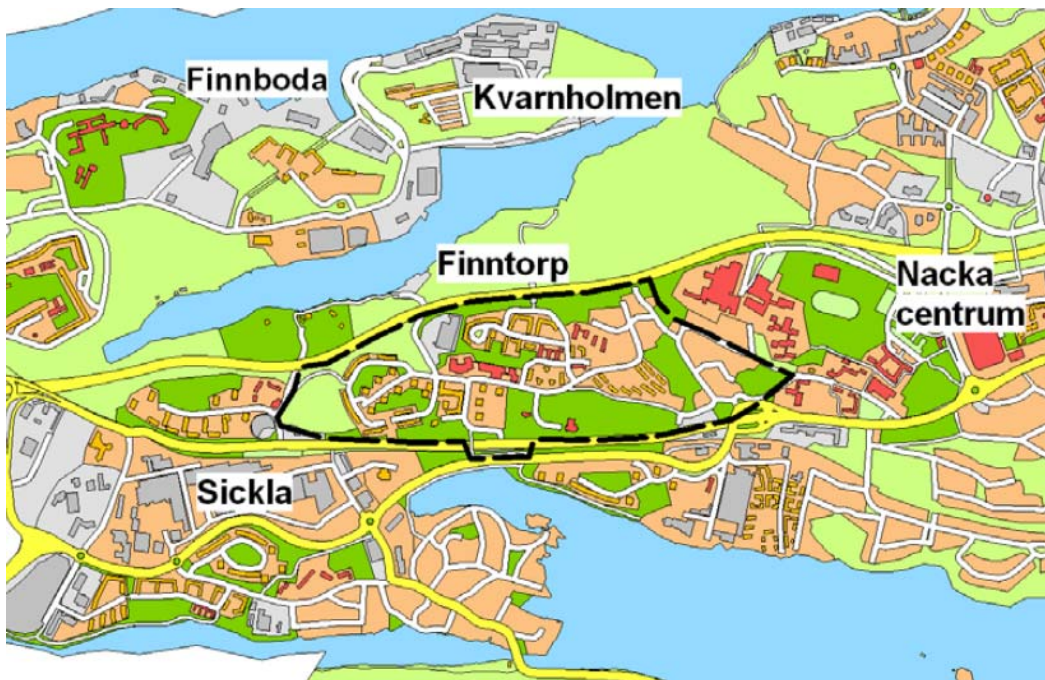 Finnboda
Kvarnholmen
Finntorp
Nacka
centrum
Sickla